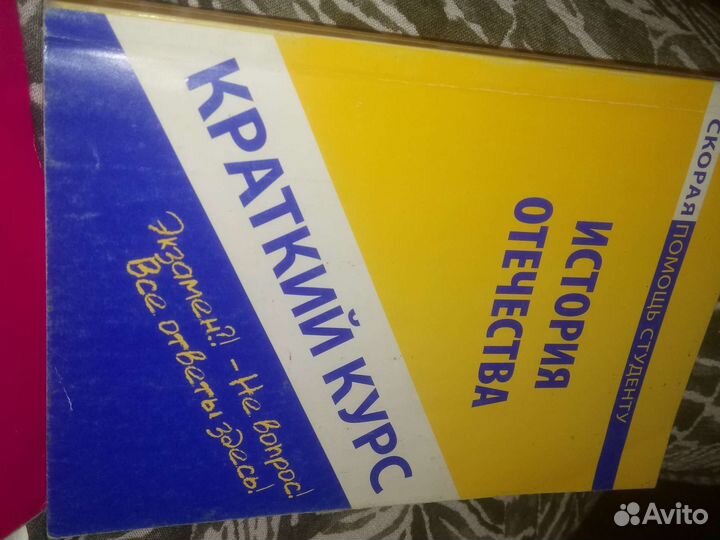 СКОРАЯ ПОМОЩЬ СТУДЕНТУ
ИСТОРИЯ
ОТЕЧЕСТВА
КРАТКИЙ КУРС
Экзамен?! - Не вопрос!
Все ответы здесь!
Avito